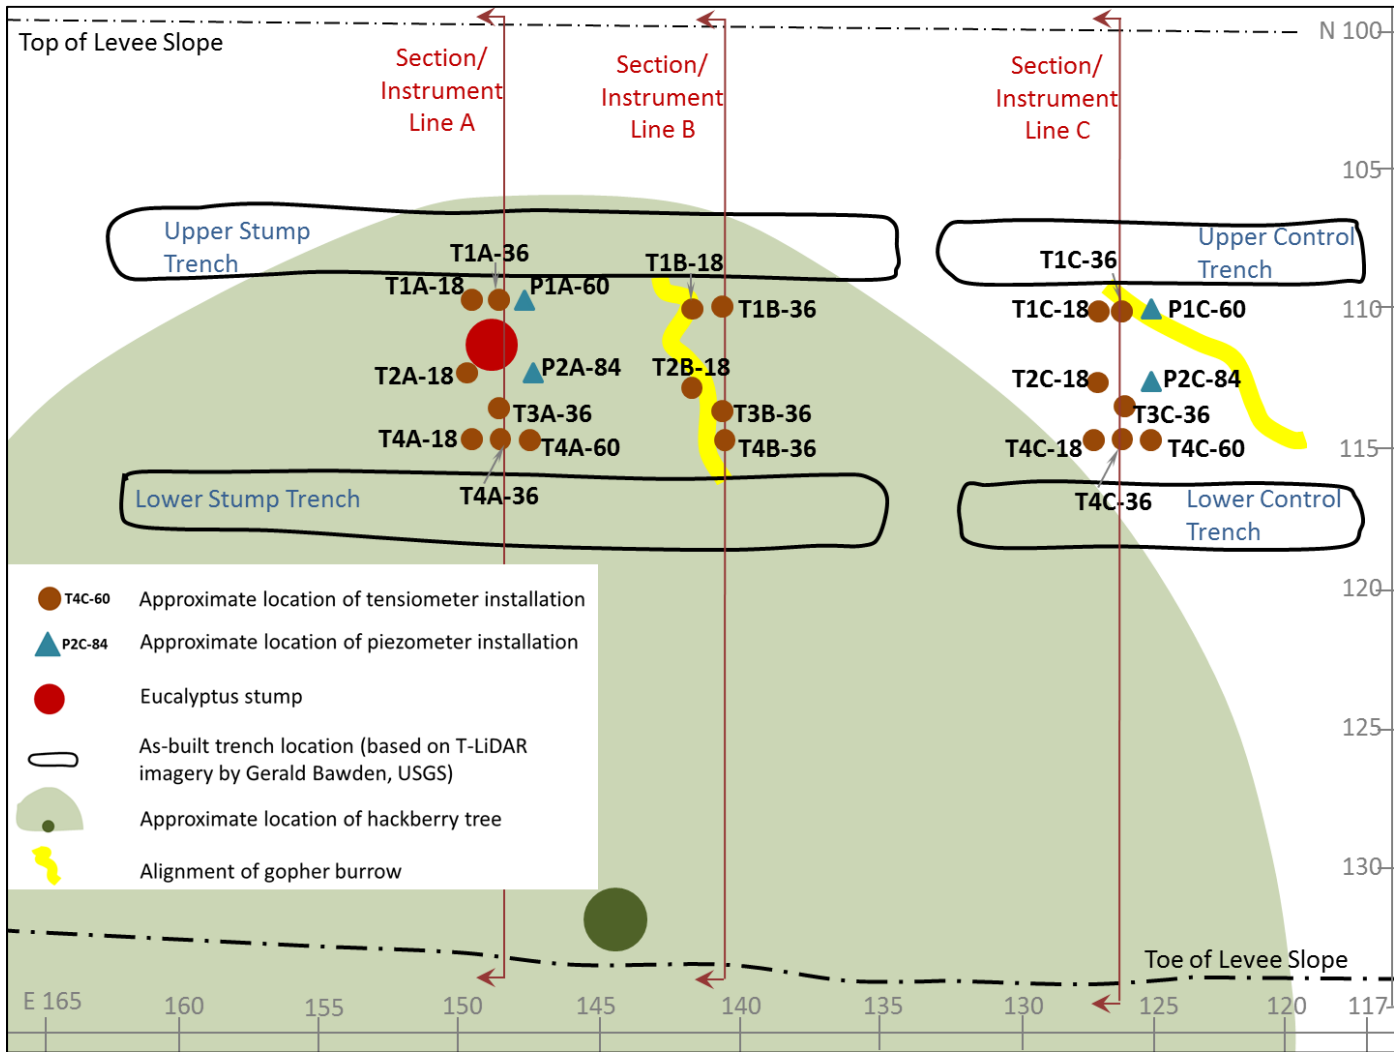 Top of Levee Slope
N 100
Section/
Instrument
Line A
Section/
Instrument
Line B
Section/
Instrument
Line C
105
Upper Stump
Trench
Upper Control
Trench
T1A-36
T1B-18
T1C-36
T1A-18
P1A-60
T1B-36
T1C-18
P1C-60
110
T2A-18
P2A-84
T2B-18
T2C-18
P2C-84
T3A-36
T3B-36
T3C-36
T4A-18
T4A-60
T4B-36
T4C-18
T4C-60
115
T4A-36
T4C-36
Lower Stump Trench
Lower Control
Trench
T4C-60
Approximate location of tensiometer installation
120
P2C-84
Approximate location of piezometer installation
Eucalyptus stump
As-built trench location (based on T-LiDAR
imagery by Gerald Bawden, USGS)
125
Approximate location of hackberry tree
Alignment of gopher burrow
130
Toe of Levee Slope
E 165
160
155
150
145
140
135
130
125
120
117